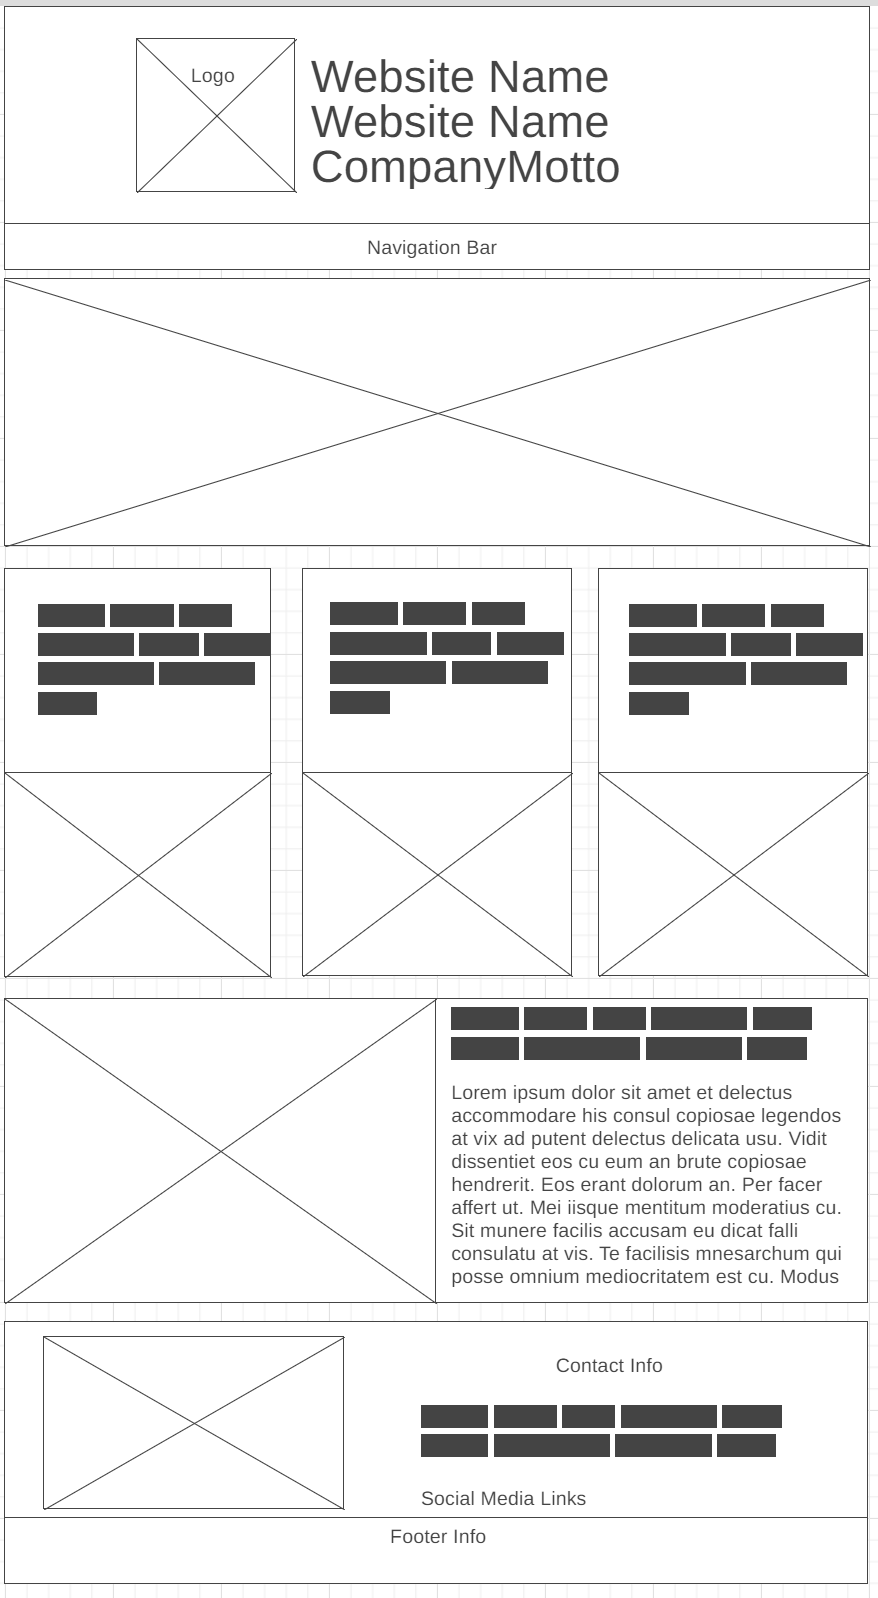 Logo
Website Name
Website Name
CompanyMotto
Navigation Bar
Lorem ipsum dolor sit amet et delectus
accommodare his consul copiosae legendos
at vix ad putent delectus delicata usu. Vidit
dissentiet eos cu eum an brute copiosae
hendrerit. Eos erant dolorum an. Per facer
affert ut. Mei iisque mentitum moderatius cu.
Sit munere facilis accusam eu dicat falli
consulatu at vis. Te facilisis mnesarchum qui
posse omnium mediocritatem est cu. Modus
Contact Info
Social Media Links
Footer Info